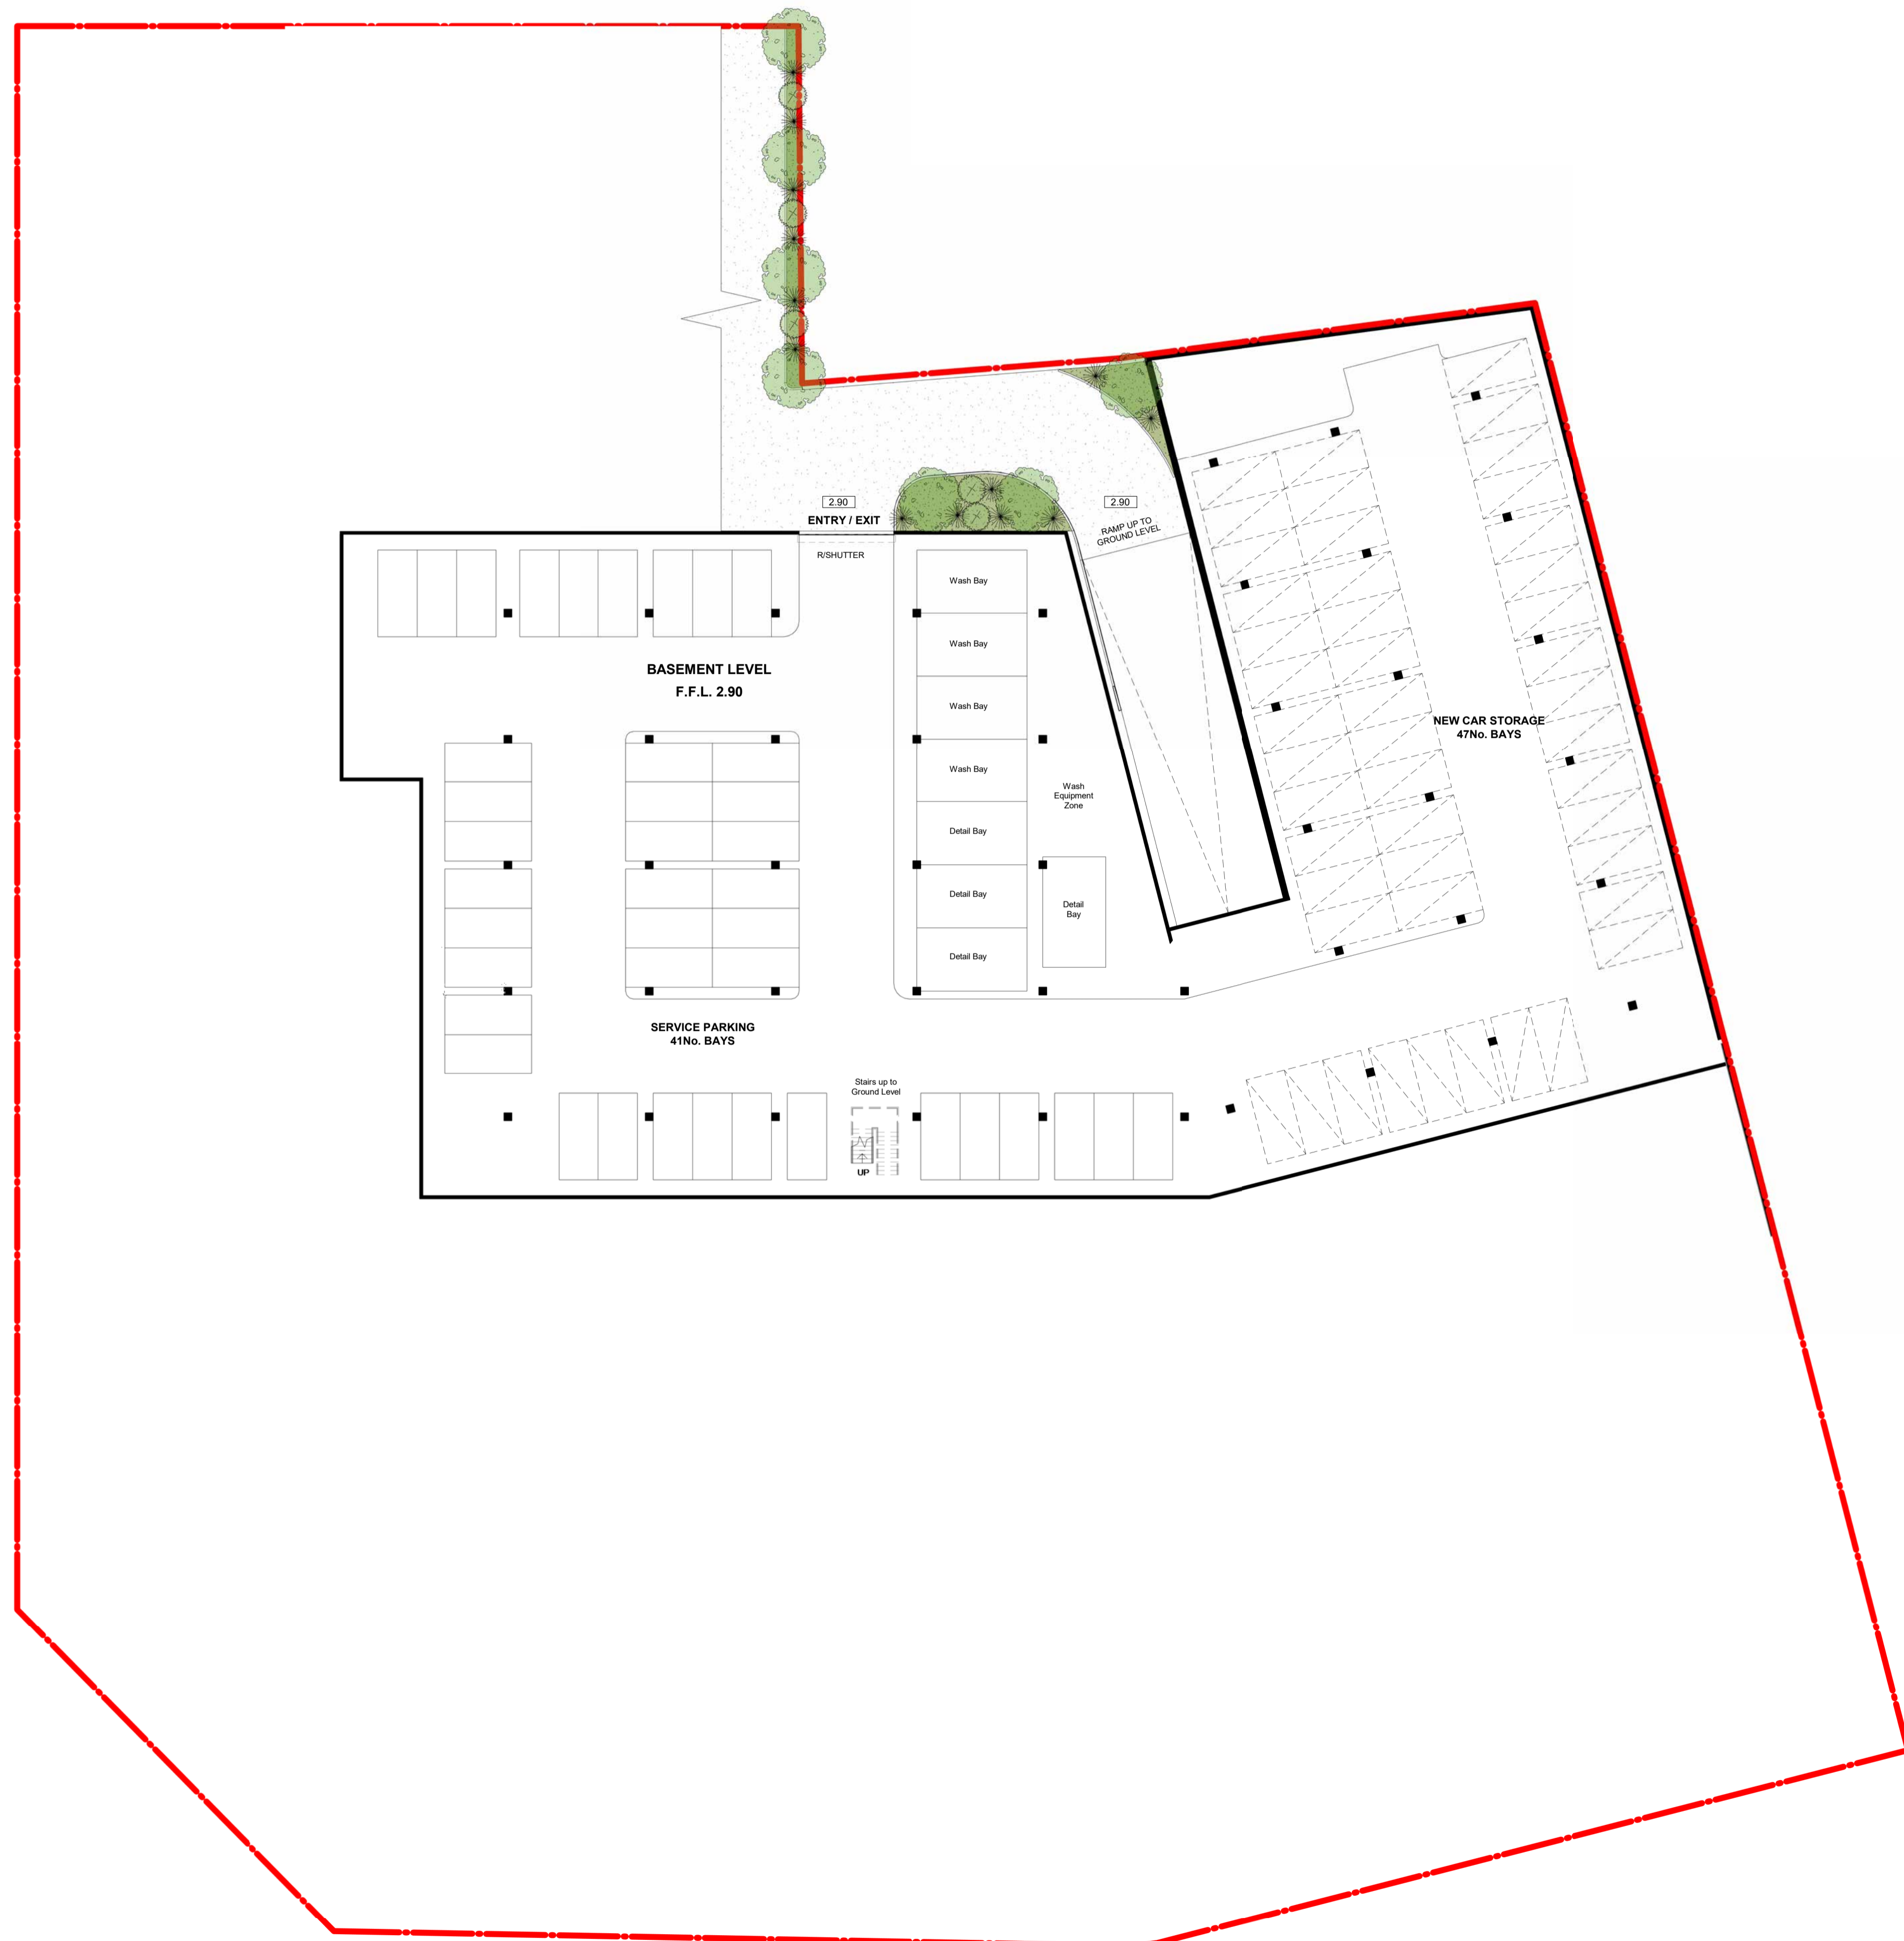 2.90
ENTRY / EXIT
2.90
RAMP UP TO
GROUND LEVEL
R/SHUTTER
Wash Bay
Wash Bay
BASEMENT LEVEL
F.F.L. 2.90
Wash Bay
NEW CAR STORAGE
47No. BAYS
Wash Bay
Wash
Equipment
Zone
Detail Bay
Detail Bay
Detail
Bay
Detail Bay
SERVICE PARKING
41No. BAYS
Stairs up to
Ground Level
UP